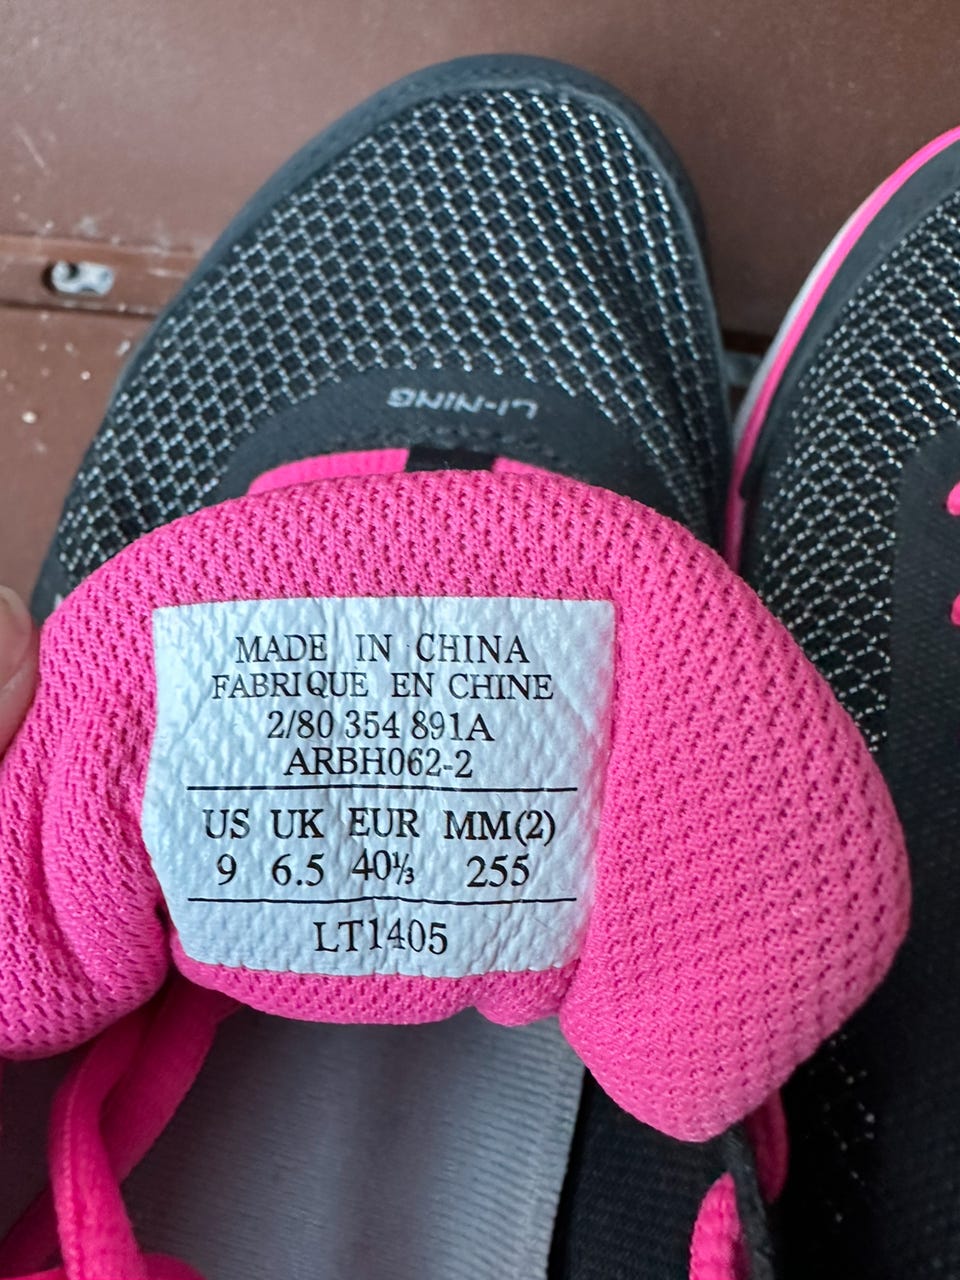 LI-NING
MADE IN CHINA
FABRIQUE EN CHINE
2/80 354 891A
ARBH062-2
US UK EUR MM(2)
9 6.5 40⅓ 255
LT1405